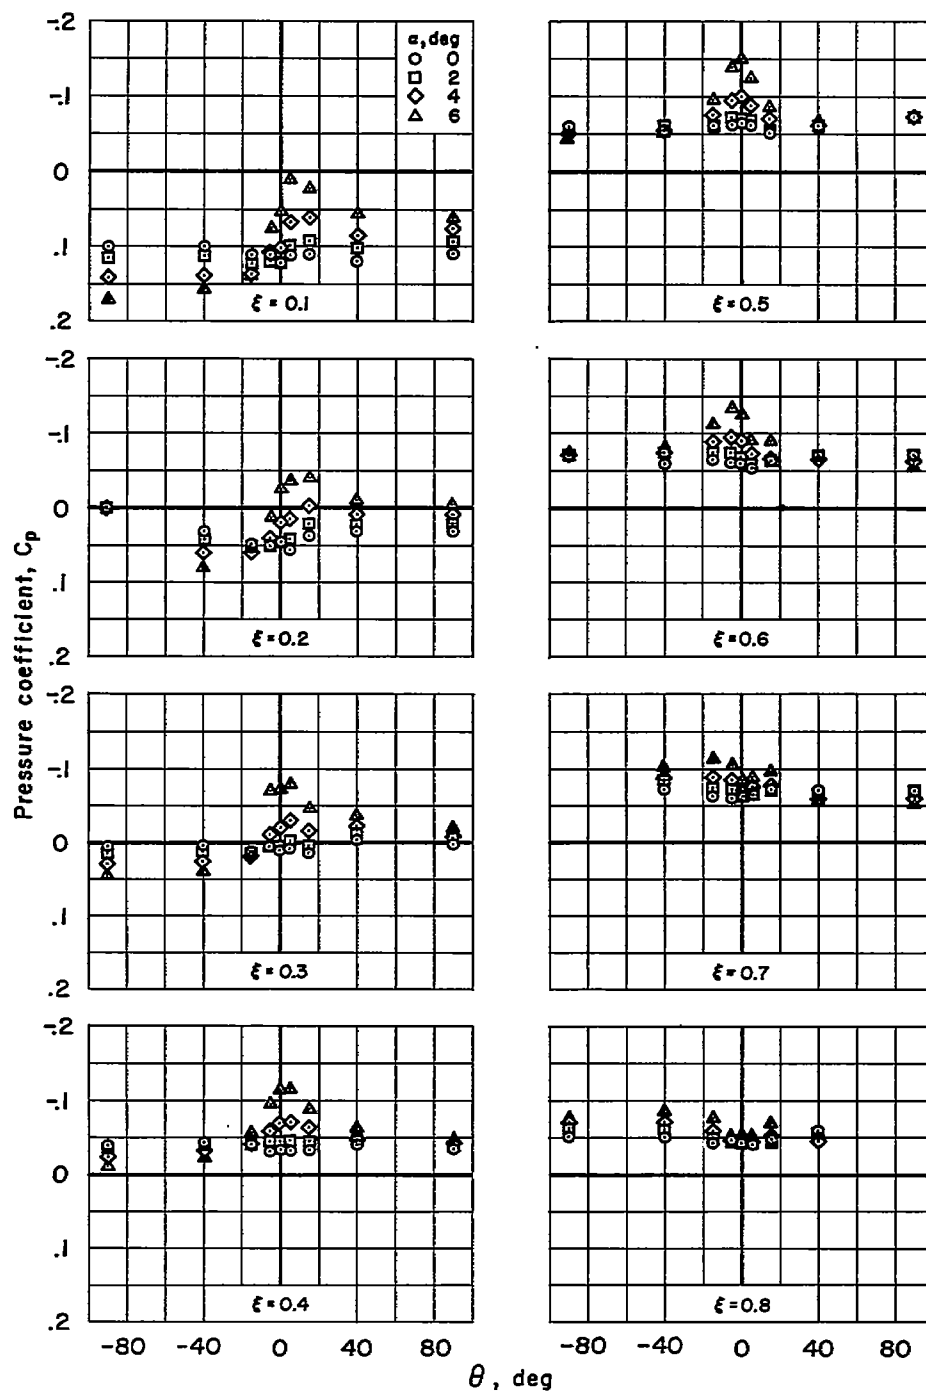 Pressure coefficient, Cp
-.2
-.1
0
.1
.2
α, deg
0
2
4
6
ξ = 0.1
ξ = 0.5
-.2
-.1
0
.1
.2
ξ = 0.2
ξ = 0.6
-.2
-.1
0
.1
.2
ξ = 0.3
ξ = 0.7
-.2
-.1
0
.1
.2
ξ = 0.4
ξ = 0.8
-80 -40 0 40 80
-80 -40 0 40 80
θ, deg